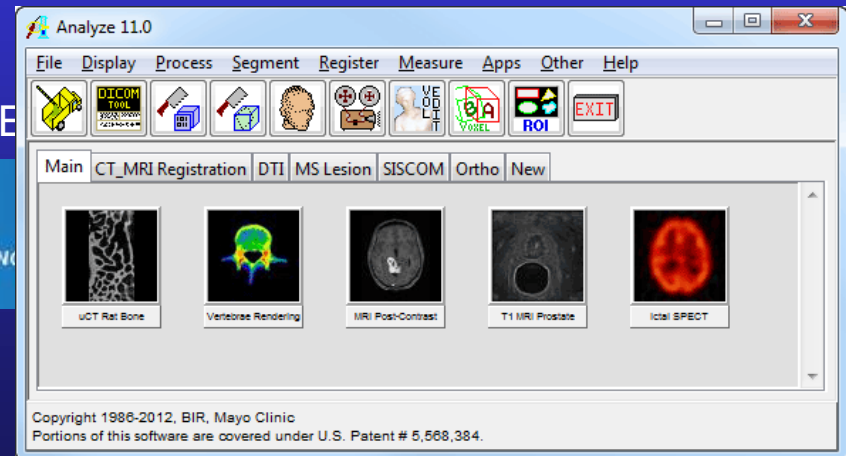 Analyze 11.0
File Display Process Segment Register Measure Apps Other Help
DICOM
TOOL
VOXEL
ROI
EXIT
E
Main CT_MRI Registration DTI MS Lesion SISCOM Ortho New
uCT Rat Bone Vertebrae Rendering MRI Post-Contrast T1 MRI Prostate Ictal SPECT
Copyright 1986-2012, BIR, Mayo Clinic
Portions of this software are covered under U.S. Patent # 5,568,384.